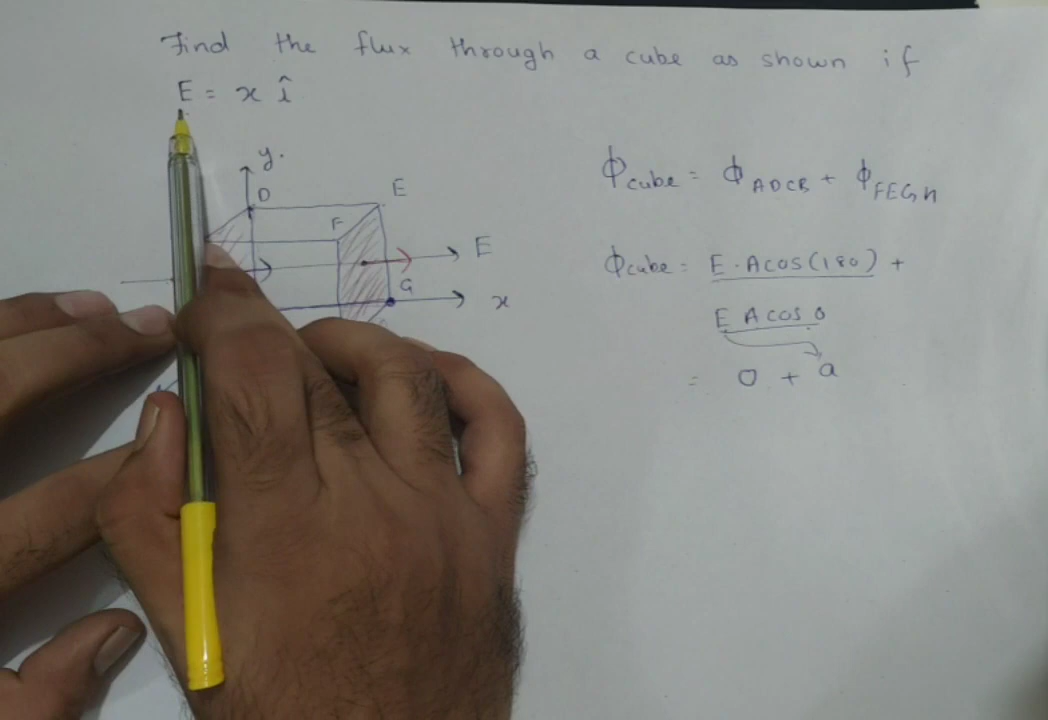 Find the flux through a cube as shown if
E = x î
y.
D
E
F
E
G
x
ϕcube = ϕADCB + ϕFEGH
ϕcube = E · A cos(180) +
E A cos 0
= 0 + a